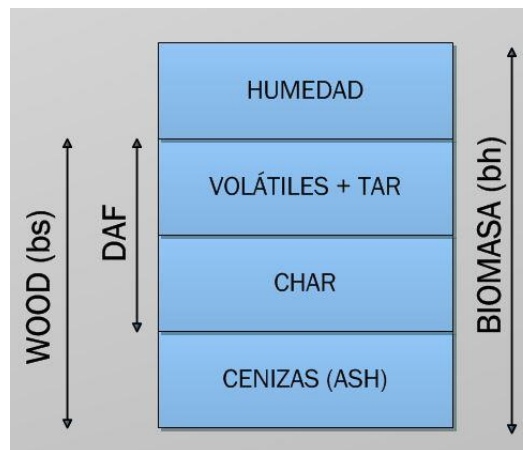 HUMEDAD
VOLÁTILES + TAR
CHAR
CENIZAS (ASH)
WOOD (bs)
DAF
BIOMASA (bh)